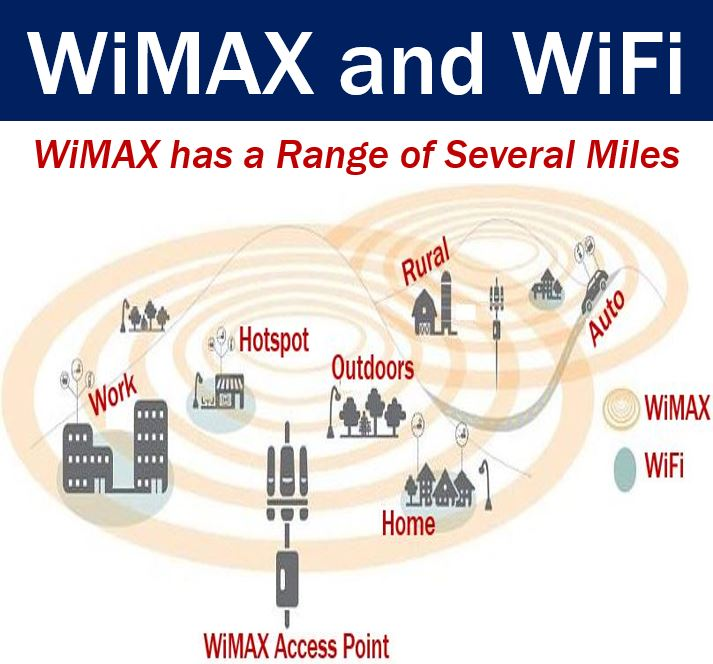 WiMAX and WiFi
WiMAX has a Range of Several Miles
Rural
Auto
Hotspot
Outdoors
Work
WiMAX
WiFi
Home
WiMAX Access Point